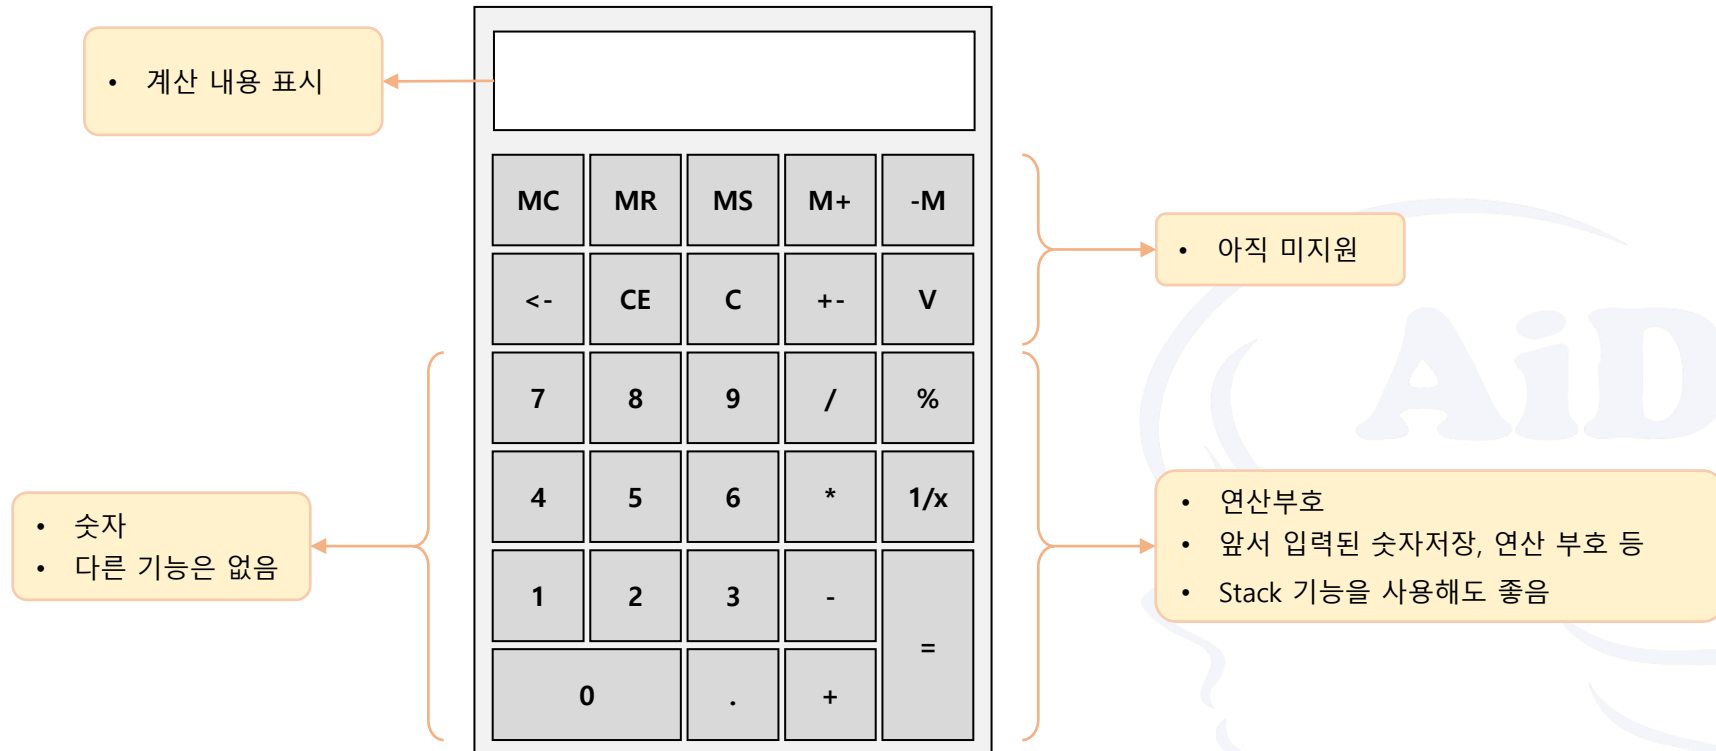 • 계산 내용 표시
MC MR MS M+ -M
<- CE C +- V
• 아직 미지원
7 8 9 / %
4 5 6 * 1/x
1 2 3 -
=
0 . +
• 숫자
• 다른 기능은 없음
• 연산부호
• 앞서 입력된 숫자저장, 연산 부호 등
• Stack 기능을 사용해도 좋음
AiD